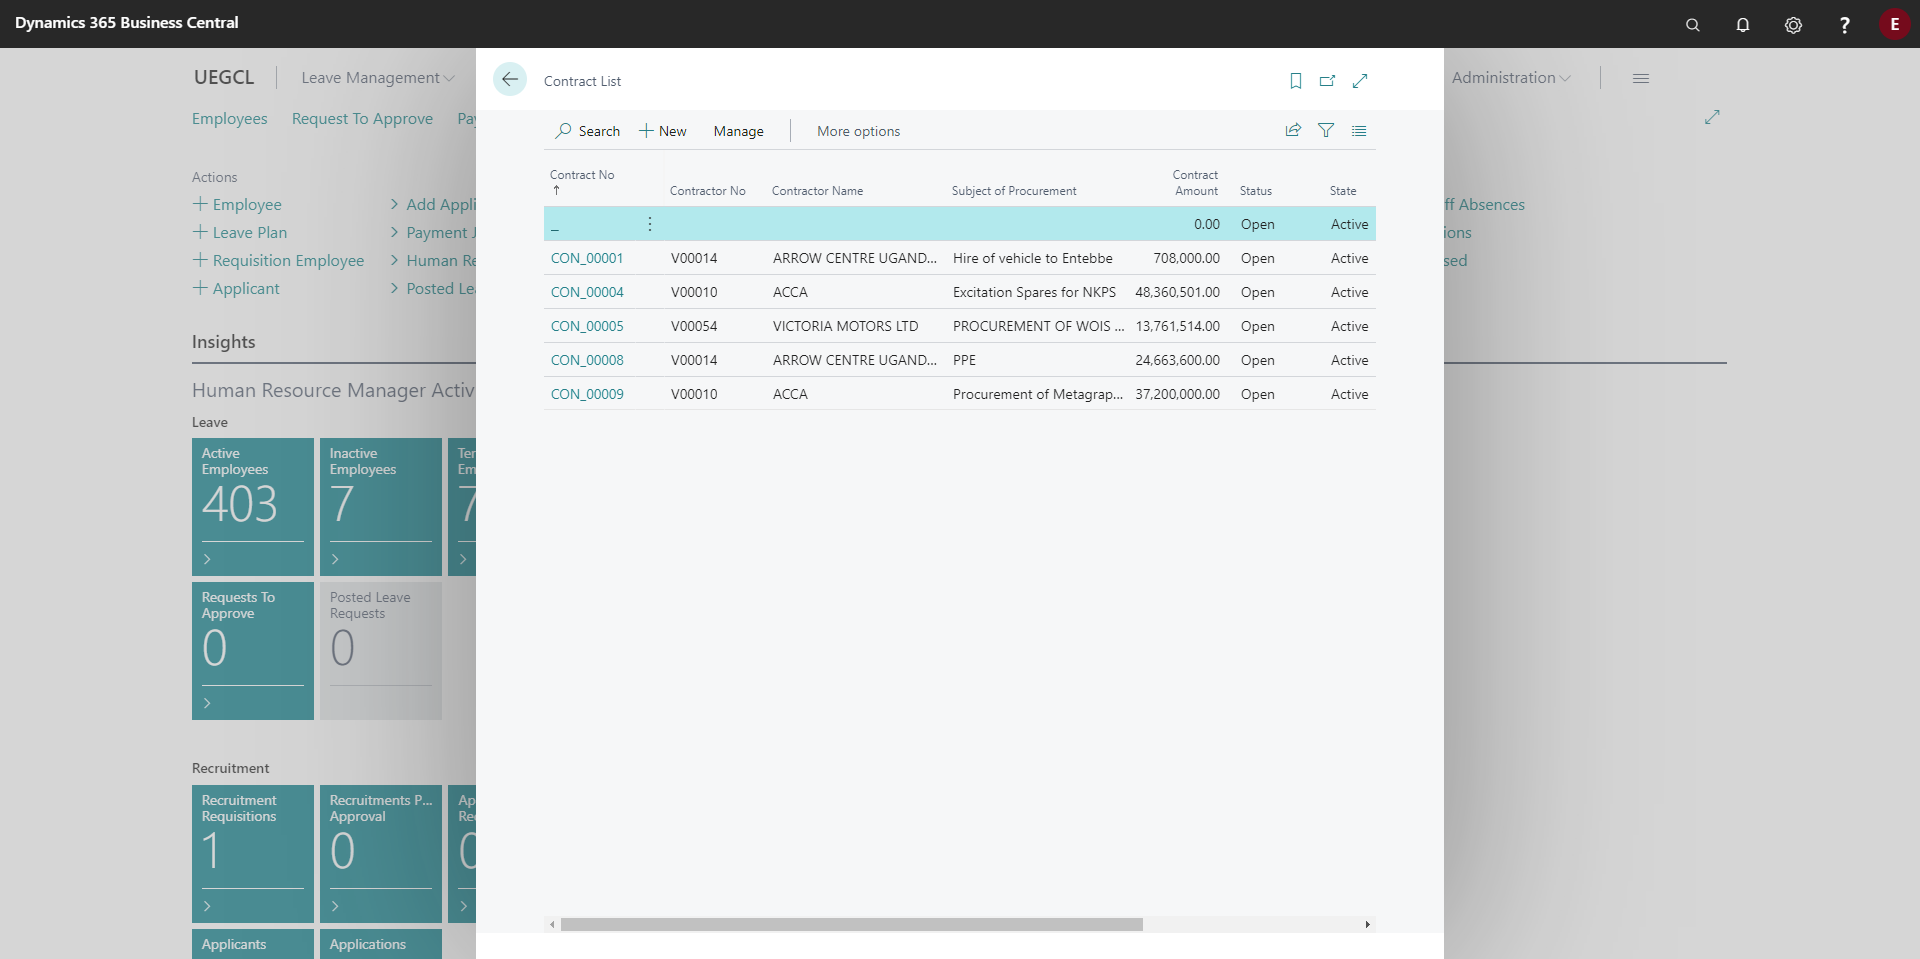 Dynamics 365 Business Central
?
E
UEGCL
Leave Management
Administration
Employees
Request To Approve
Actions
Employee
Add Appli
Leave Plan
Payment J
Requisition Employee
Human Re
Applicant
Posted Lea
ff Absences
ions
sed
Insights
Human Resource Manager Activ
Leave
Active
Employees
403
Inactive
Employees
7
Ter
Em
7
Requests To
Approve
0
Posted Leave
Requests
0
Recruitment
Recruitment
Requisitions
1
Recruitments P...
Approval
0
Ap
Rec
0
Applicants
Applications
Contract List
Search
New
Manage
More options
Contract No
Contractor No
Contractor Name
Subject of Procurement
Contract
Amount
Status
State
_ 0.00 Open Active
CON_00001 V00014 ARROW CENTRE UGAND... Hire of vehicle to Entebbe 708,000.00 Open Active
CON_00004 V00010 ACCA Excitation Spares for NKPS 48,360,501.00 Open Active
CON_00005 V00054 VICTORIA MOTORS LTD PROCUREMENT OF WOIS ... 13,761,514.00 Open Active
CON_00008 V00014 ARROW CENTRE UGAND... PPE 24,663,600.00 Open Active
CON_00009 V00010 ACCA Procurement of Metagrap... 37,200,000.00 Open Active